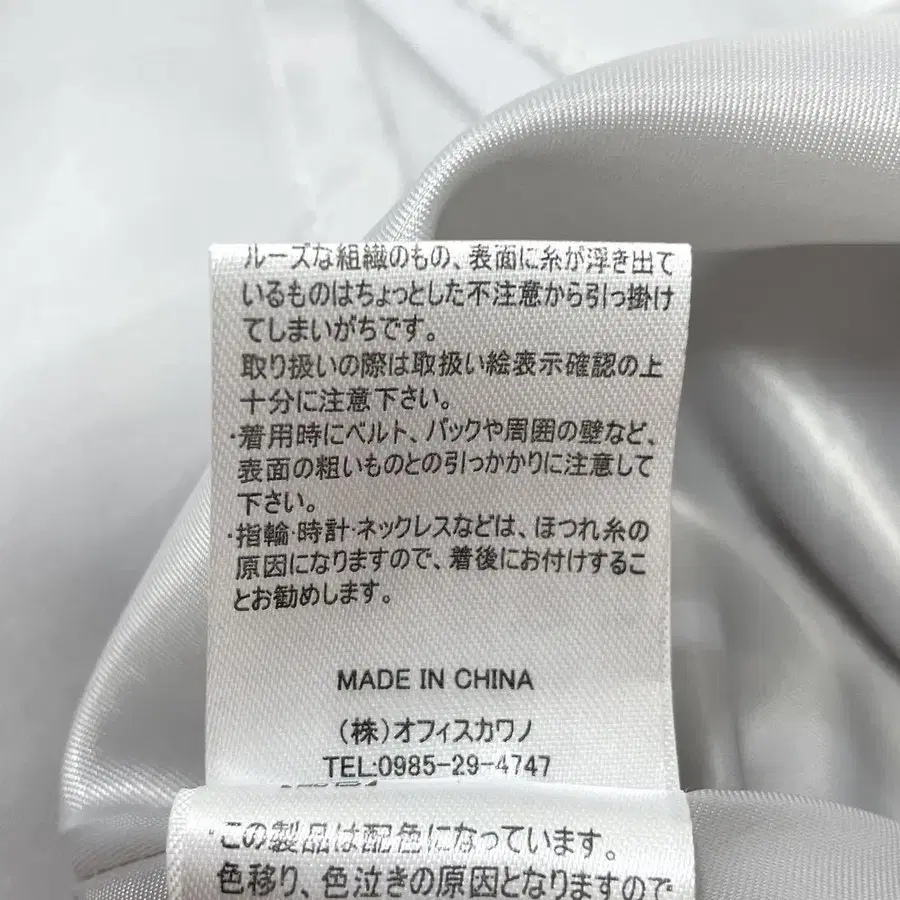 ルーズな組織のもの、表面に糸が浮き出て
いるものはちょっとした不注意から引っ掛け
てしまいがちです。
取り扱いの際は取扱い絵表示確認の上
十分に注意下さい。
・着用時にベルト、バックや周囲の壁など、
表面の粗いものとの引っかかりに注意して
下さい。
・指輪・時計・ネックレスなどは、ほつれ糸の
原因になりますので、着後にお付けするこ
とお勧めします。
MADE IN CHINA
(株)オフィスカワノ
TEL:0985-29-4747
・この製品は配色になっています。
色移り、色泣きの原因となりますので